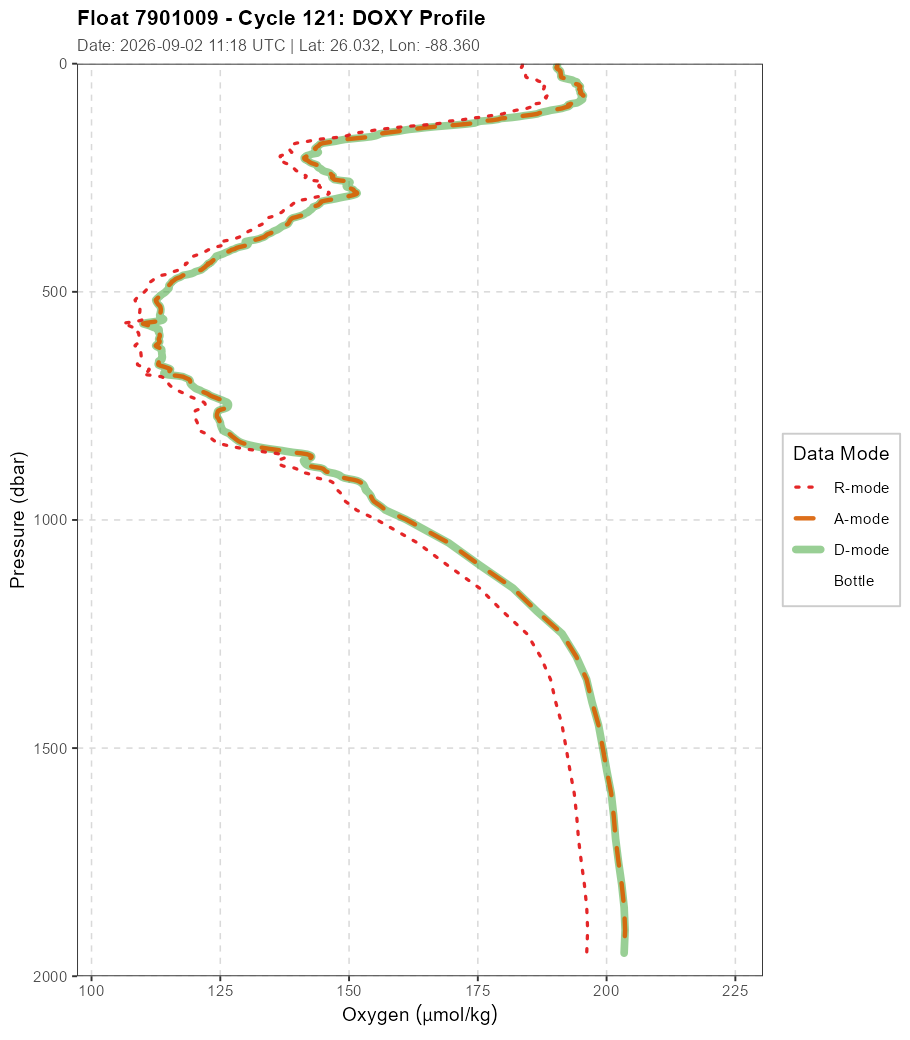 Float 7901009 - Cycle 121: DOXY Profile
Date: 2026-09-02 11:18 UTC | Lat: 26.032, Lon: -88.360
0
500
1000
1500
2000
Pressure (dbar)
100
125
150
175
200
225
Oxygen (μmol/kg)
Data Mode
R-mode
A-mode
D-mode
Bottle